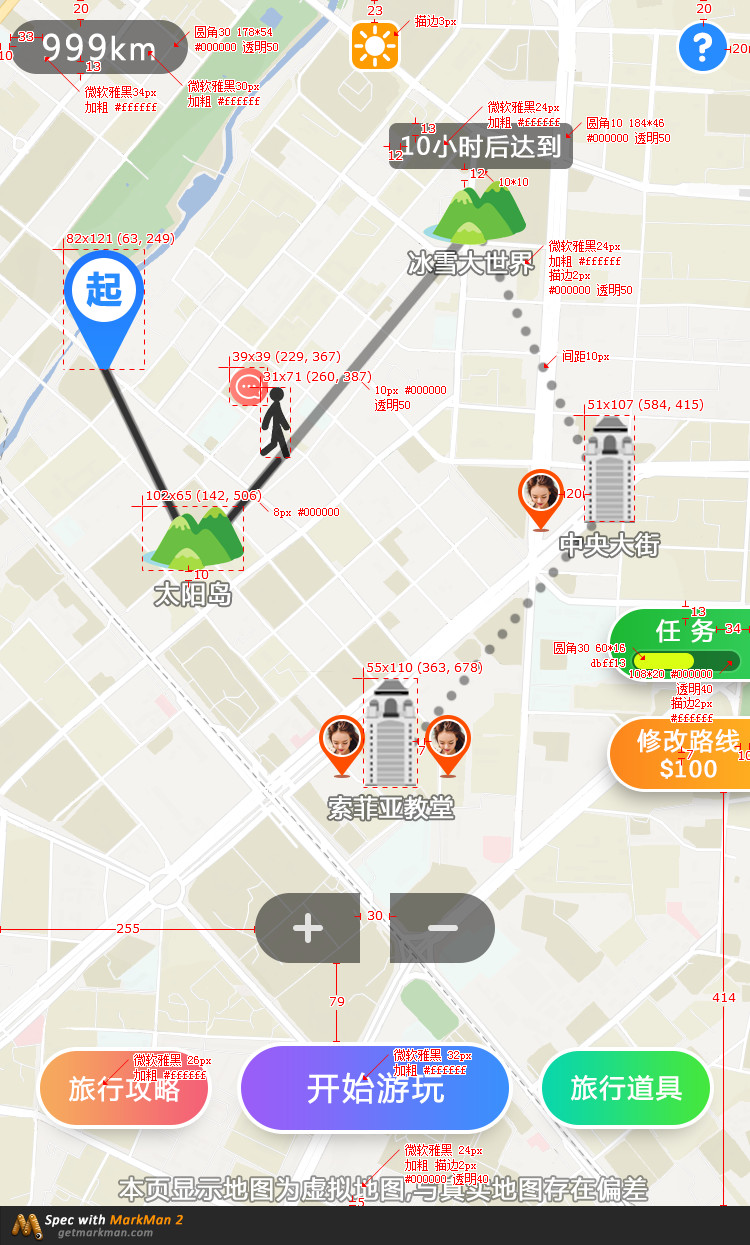 20
23
描边3px
20
圆角30 178*54
#000000 透明50
33
999km
10
13
20
?
微软雅黑34px
加粗 #ffffff
微软雅黑30px
加粗 #ffffff
微软雅黑24px
加粗 #ffffff
圆角10 184*46
#000000 透明50
13
10小时后达到
12
12
10*10
82x121 (63, 249)
冰雪大世界
微软雅黑24px
加粗 #ffffff
描边2px
#000000 透明50
起
39x39 (229, 367)
31x71 (260, 387)
间距10px
10px #000000
透明50
51x107 (584, 415)
102x65 (142, 506)
20
8px #000000
中央大街
10
太阳岛
13
任 务
34
圆角30 60*16
dbff13
108*20 #000000
透明40
描边2px
#ffffff
55x110 (363, 678)
修改路线
7
10
$100
索菲亚教堂
+
30
−
255
79
414
微软雅黑 26px
加粗 #ffffff
旅行攻略
微软雅黑 32px
加粗 #ffffff
开始游玩
旅行道具
微软雅黑 24px
加粗 描边2px
#000000 透明40
本页显示地图为虚拟地图,与真实地图存在偏差
5
Spec with MarkMan 2
getmarkman.com